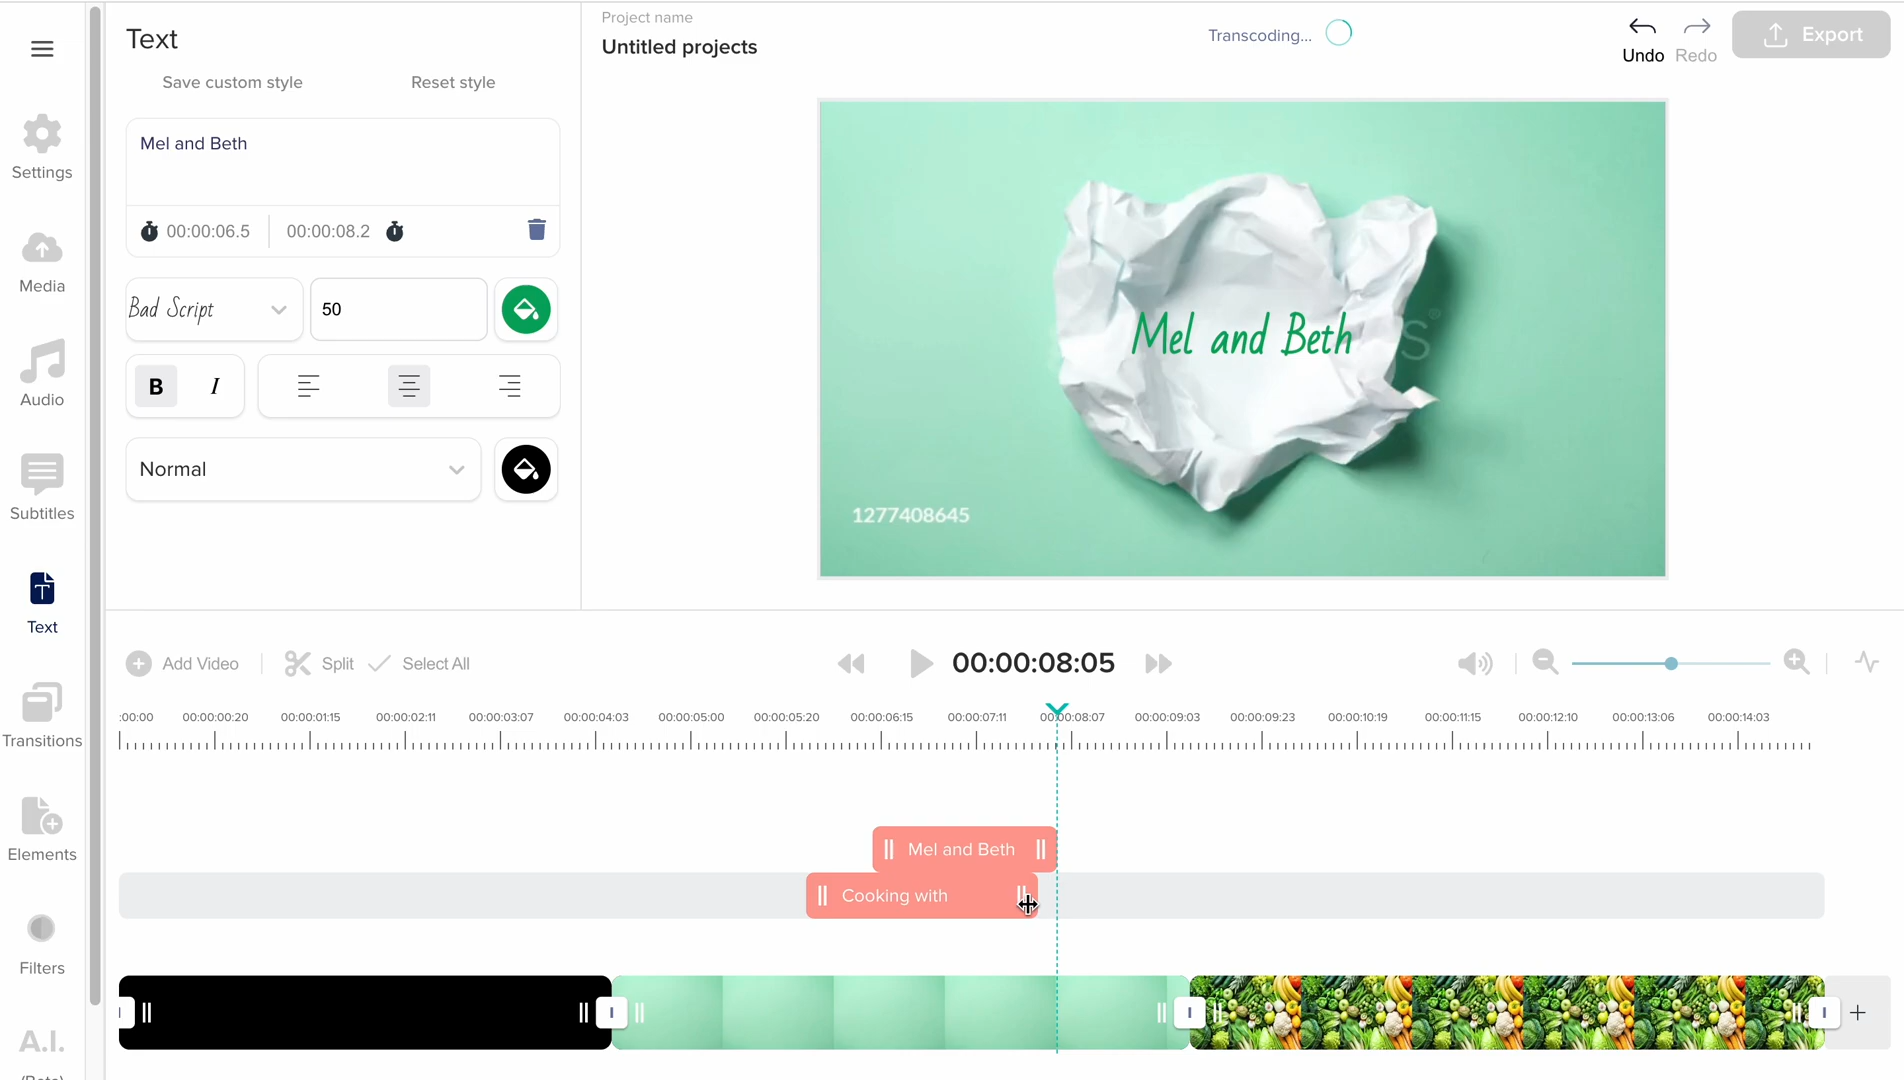 Text
Save custom style
Reset style
Mel and Beth
00:00:06.5
00:00:08.2
Bad Script
50
B
I
Normal
Settings
Media
Audio
Subtitles
Text
Transitions
Elements
Filters
A.I.
Project name
Untitled projects
Transcoding...
Undo
Redo
Export
Mel and Beth
S®
1277408645
Add Video
Split
Select All
00:00:08:05
:00:00
00:00:00:20
00:00:01:15
00:00:02:11
00:00:03:07
00:00:04:03
00:00:05:00
00:00:05:20
00:00:06:15
00:00:07:11
00:00:08:07
00:00:09:03
00:00:09:23
00:00:10:19
00:00:11:15
00:00:12:10
00:00:13:06
00:00:14:03
Mel and Beth
Cooking with